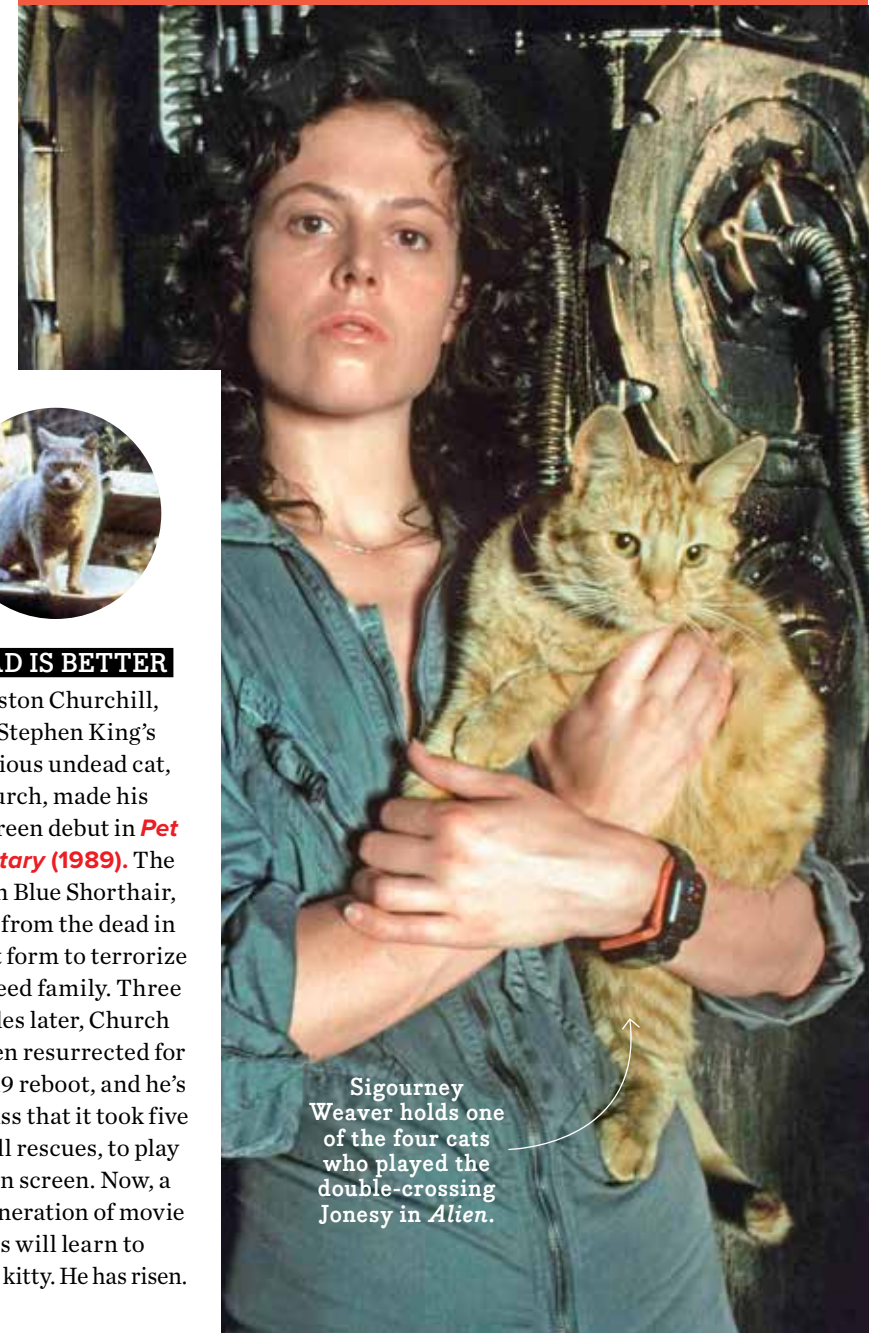 AD IS BETTER
ston Churchill,
Stephen King's
ious undead cat,
urch, made his
reen debut in Pet
tary (1989). The
n Blue Shorthair,
from the dead in
t form to terrorize
eed family. Three
les later, Church
en resurrected for
9 reboot, and he's
ss that it took five
ll rescues, to play
n screen. Now, a
neration of movie
s will learn to
kitty. He has risen.
Sigourney
Weaver holds one
of the four cats
who played the
double-crossing
Jonesy in Alien.